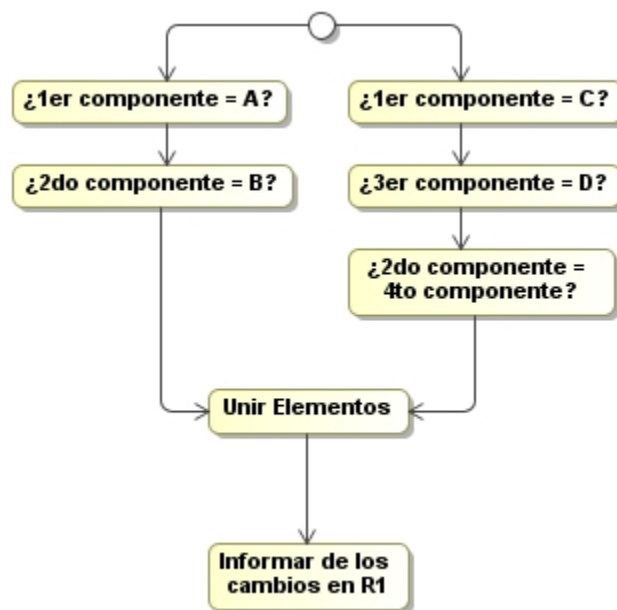 ¿1er componente = A?
¿1er componente = C?
¿2do componente = B?
¿3er componente = D?
¿2do componente =
4to componente?
Unir Elementos
Informar de los
cambios en R1